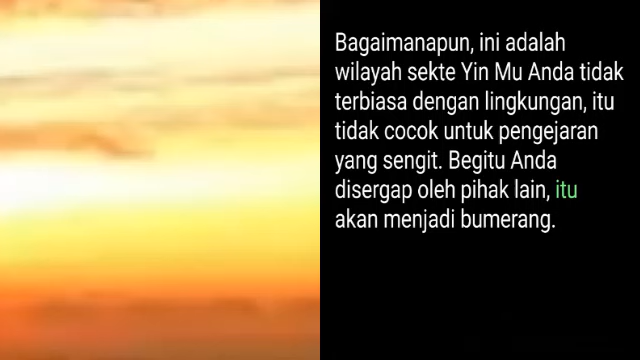 Bagaimanapun, ini adalah
wilayah sekte Yin Mu Anda tidak
terbiasa dengan lingkungan, itu
tidak cocok untuk pengejaran
yang sengit. Begitu Anda
disergap oleh pihak lain, itu
akan menjadi bumerang.